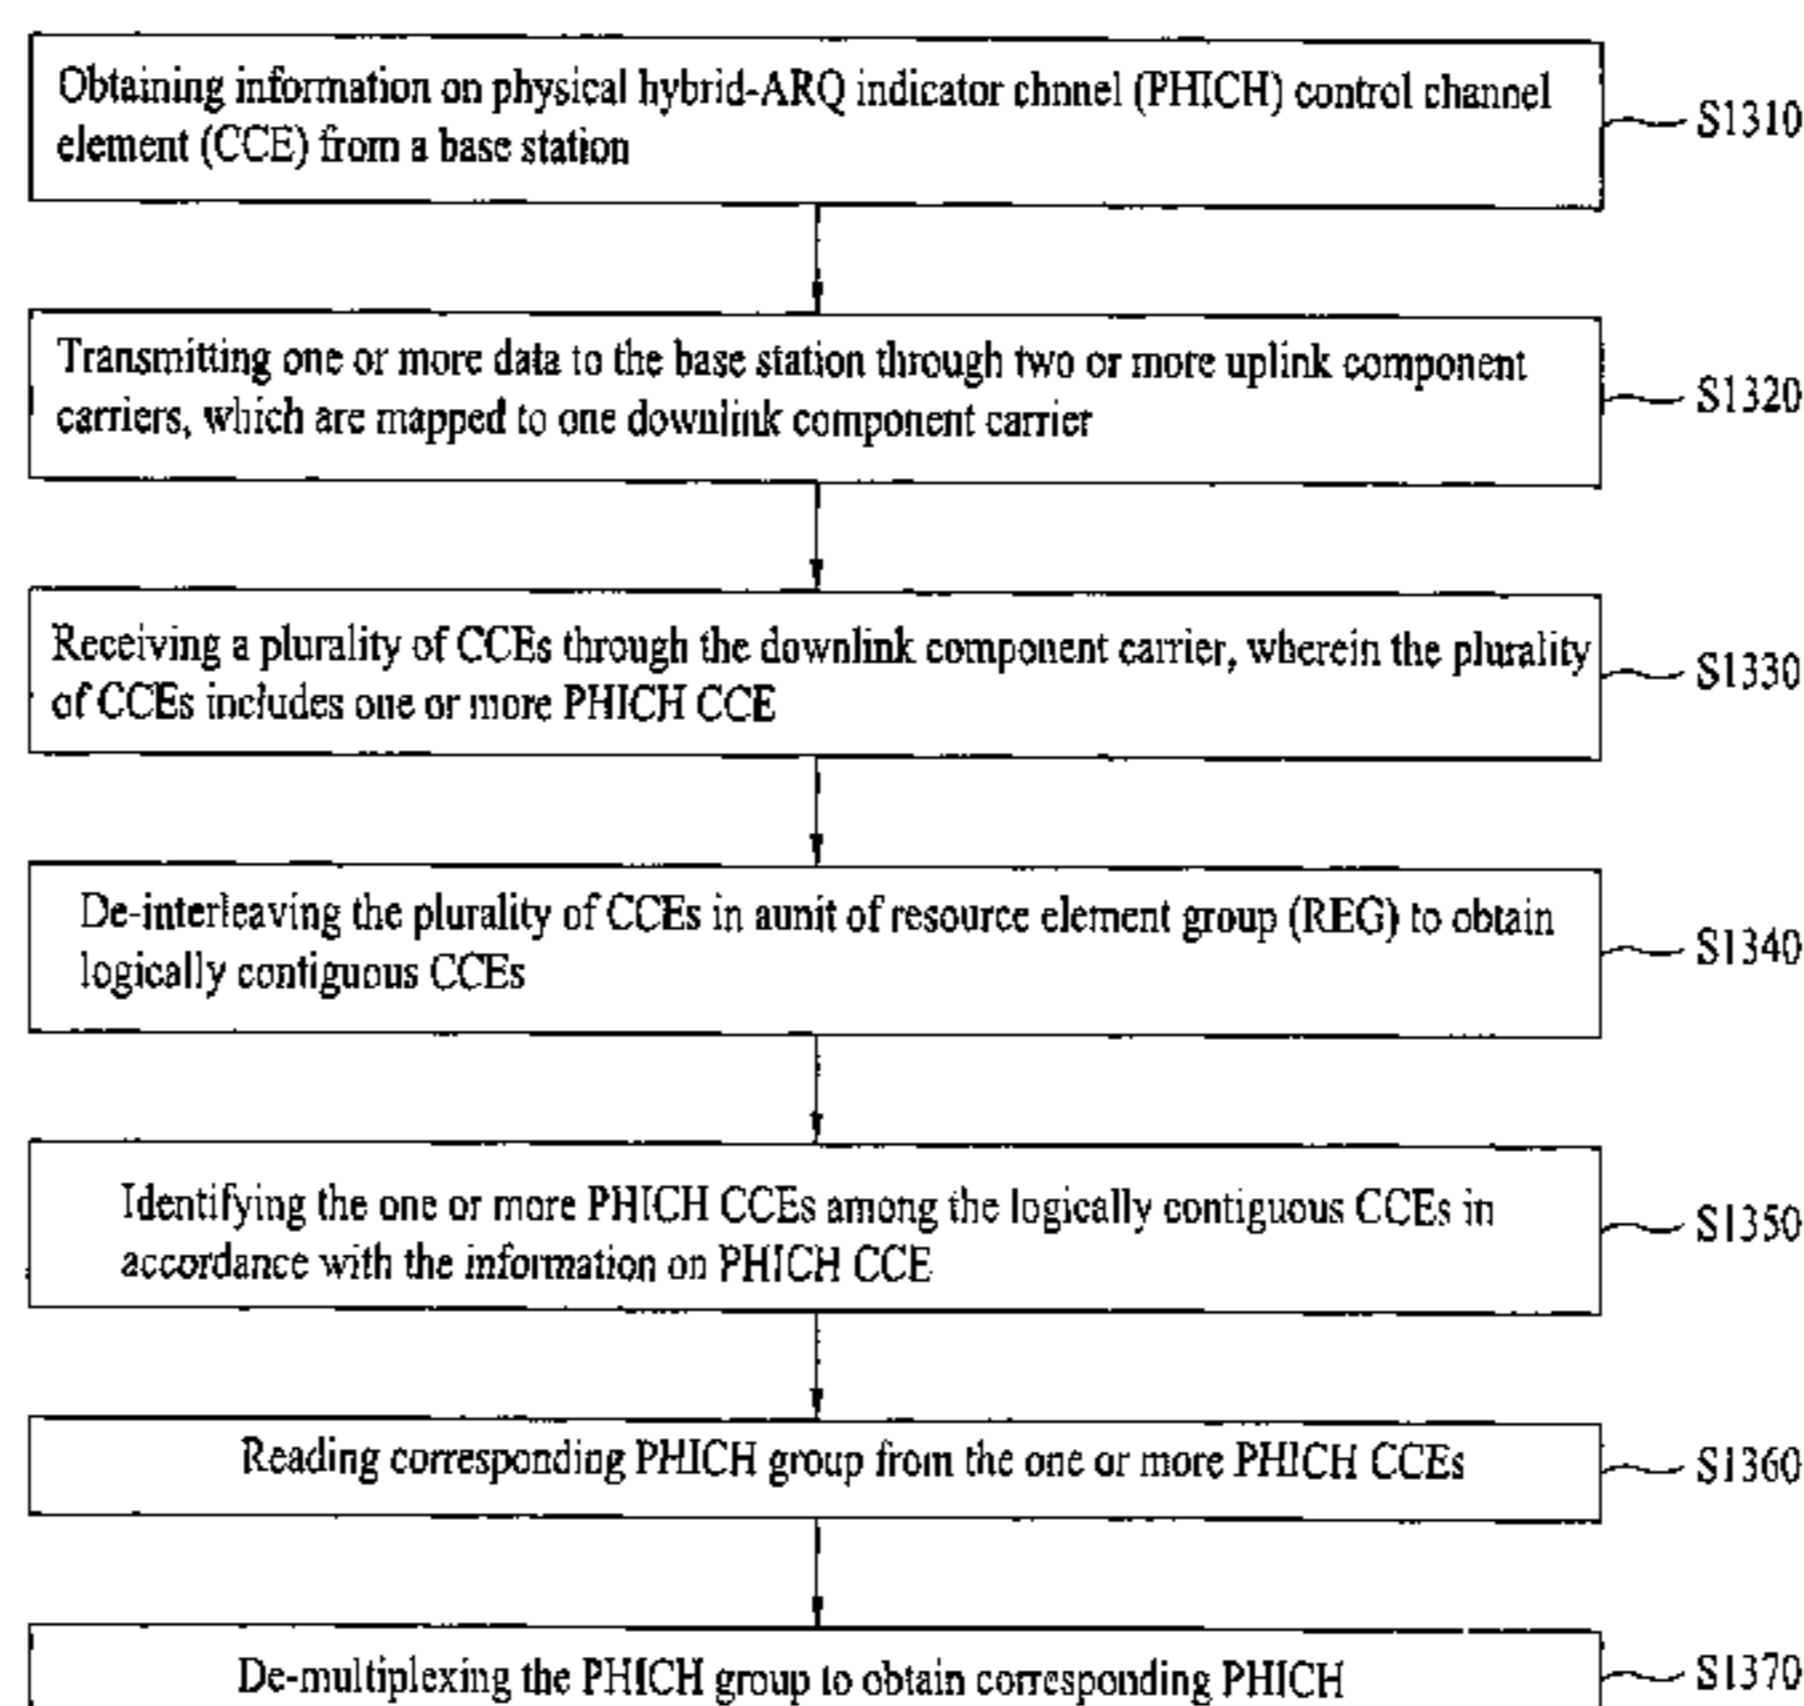 Obtaining information on physical hybrid-ARQ indicator chnnel (PHICH) control channel
element (CCE) from a base station
S1310
Transmitting one or more data to the base station through two or more uplink component
carriers, which are mapped to one downlink component carrier
S1320
Receiving a plurality of CCEs through the downlink component carrier, wherein the plurality
of CCEs includes one or more PHICH CCE
S1330
De-interleaving the plurality of CCEs in aunit of resource element group (REG) to obtain
logically contiguous CCEs
S1340
Identifying the one or more PHICH CCEs among the logically contiguous CCEs in
accordance with the information on PHICH CCE
S1350
Reading corresponding PHICH group from the one or more PHICH CCEs
S1360
De-multiplexing the PHICH group to obtain corresponding PHICH
S1370